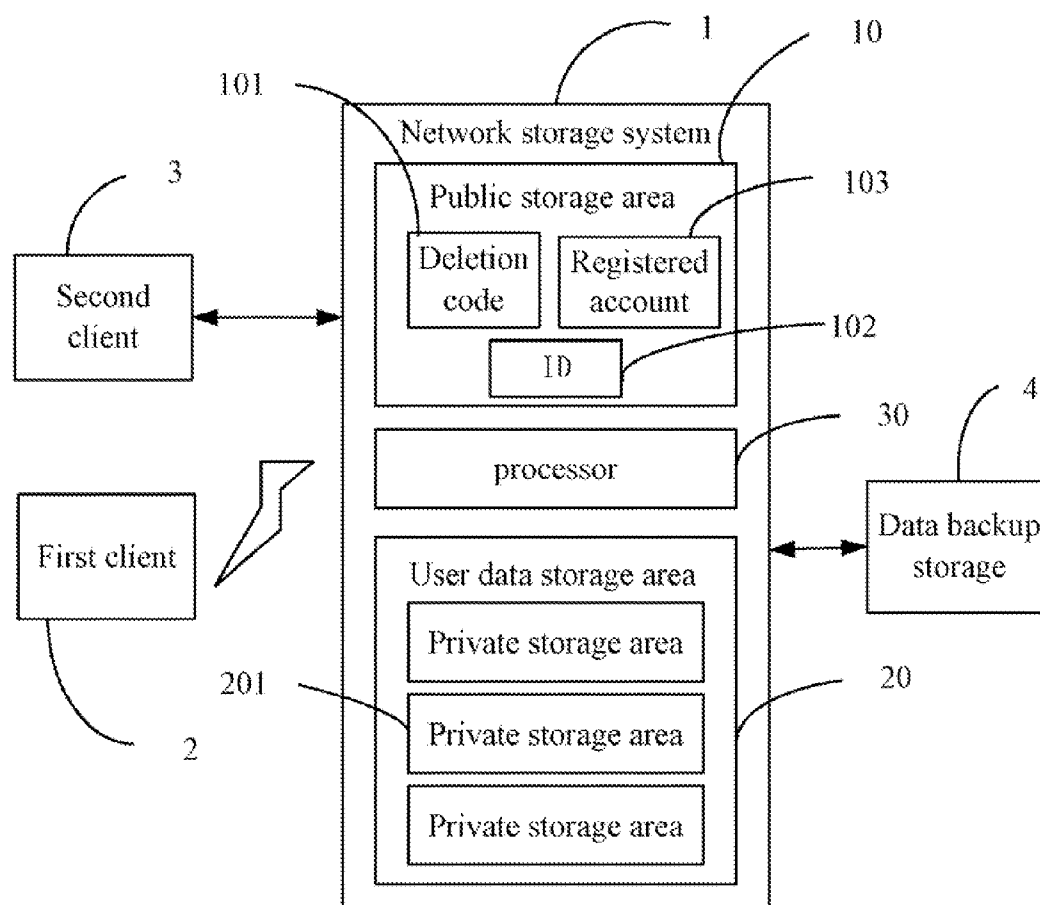 1
10
101
Network storage system
3
Public storage area
103
Deletion
code
Registered
account
Second
client
102
ID
4
30
processor
First client
Data backup
storage
User data storage area
Private storage area
201
20
Private storage area
2
Private storage area